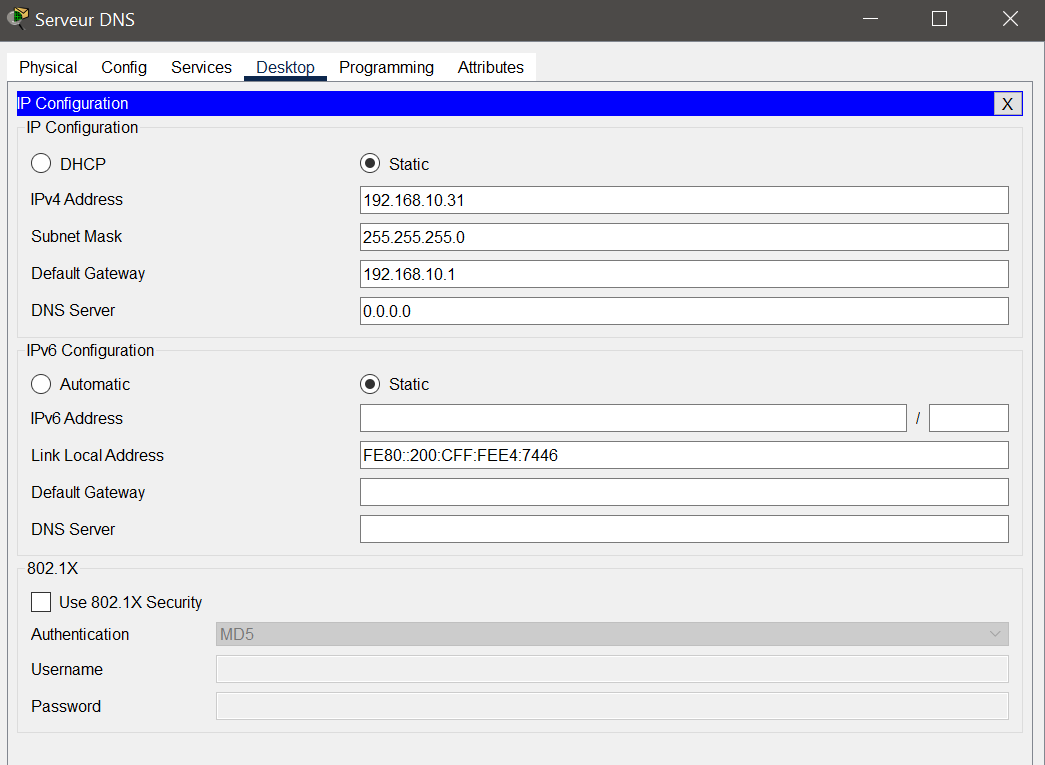 Serveur DNS
Physical Config Services Desktop Programming Attributes
IP Configuration X
IP Configuration
DHCP Static
IPv4 Address 192.168.10.31
Subnet Mask 255.255.255.0
Default Gateway 192.168.10.1
DNS Server 0.0.0.0
IPv6 Configuration
Automatic Static
IPv6 Address /
Link Local Address FE80::200:CFF:FEE4:7446
Default Gateway
DNS Server
802.1X
Use 802.1X Security
Authentication MD5
Username
Password